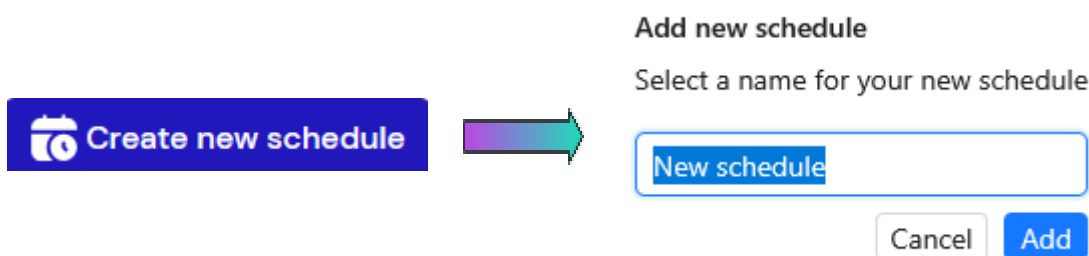 Create new schedule
Add new schedule
Select a name for your new schedule
New schedule
Cancel
Add